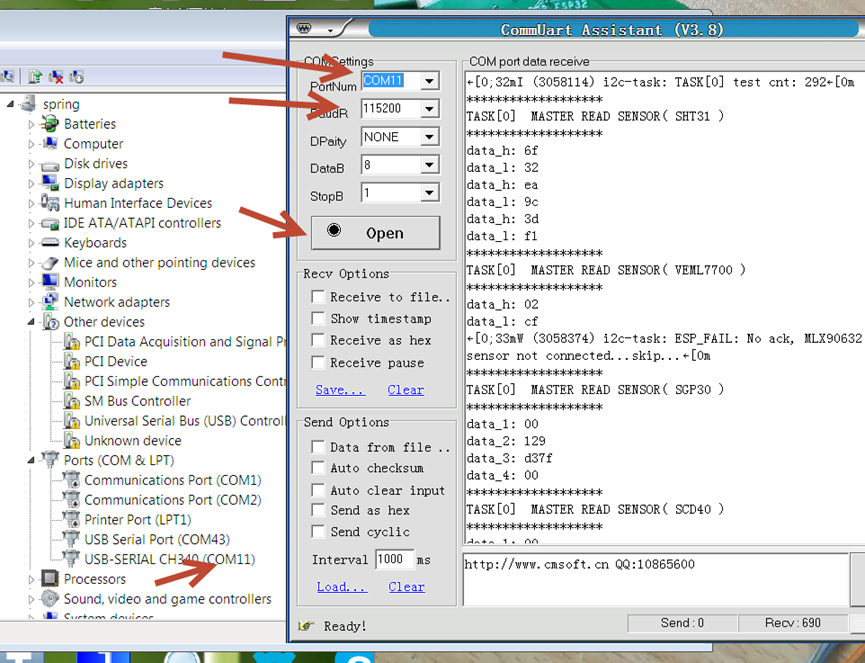 ESP32
spring
Batteries
Computer
Disk drives
Display adapters
Human Interface Devices
IDE ATA/ATAPI controllers
Keyboards
Mice and other pointing devices
Monitors
Network adapters
Other devices
PCI Data Acquisition and Signal Pr
PCI Device
PCI Simple Communications Cont
SM Bus Controller
Universal Serial Bus (USB) Control
Unknown device
Ports (COM & LPT)
Communications Port (COM1)
Communications Port (COM2)
Printer Port (LPT1)
USB Serial Port (COM43)
USB-SERIAL CH340 (COM11)
Processors
Sound, video and game controllers
System devices
CommUart Assistant (V3.8)
COM Settings
PortNum COM11
BaudR 115200
DPaity NONE
DataB 8
StopB 1
Open
Recv Options
Receive to file..
Show timestamp
Receive as hex
Receive pause
Save... Clear
Send Options
Data from file ..
Auto checksum
Auto clear input
Send as hex
Send cyclic
Interval 1000 ms
Load... Clear
COM port data receive
←[0;32mI (3058114) i2c-task: TASK[0] test cnt: 292←[0m
*******************
TASK[0]  MASTER READ SENSOR( SHT31 )
*******************
data_h: 6f
data_l: 32
data_h: ea
data_l: 9c
data_h: 3d
data_l: f1
*******************
TASK[0]  MASTER READ SENSOR( VEML7700 )
*******************
data_h: 02
data_l: cf
←[0;33mW (3058374) i2c-task: ESP_FAIL: No ack, MLX90632
sensor not connected...skip...←[0m
*******************
TASK[0]  MASTER READ SENSOR( SGP30 )
*******************
data_1: 00
data_2: 129
data_3: d37f
data_4: 00
*******************
TASK[0]  MASTER READ SENSOR( SCD40 )
*******************
data_1: 00
http://www.cmsoft.cn QQ:10865600
Ready!
Send : 0
Recv : 690